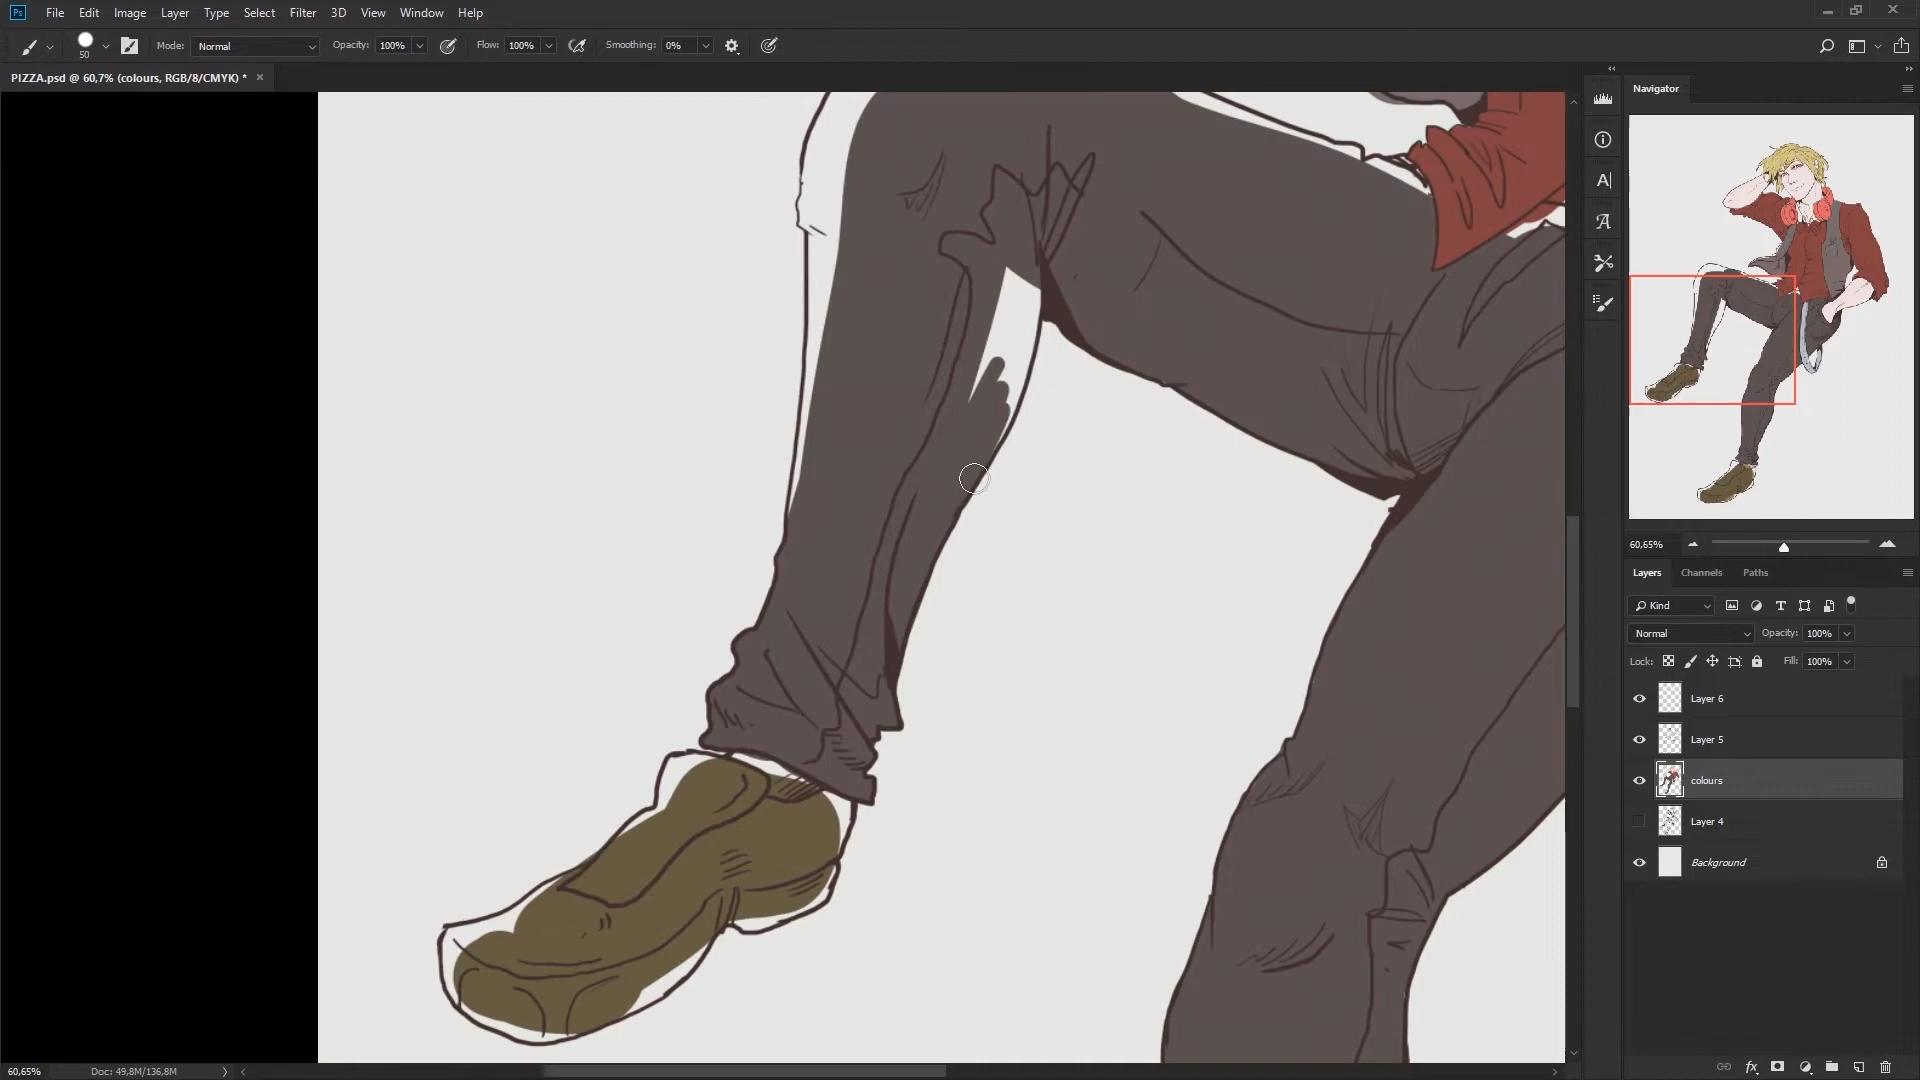 Ps File Edit Image Layer Type Select Filter 3D View Window Help
50 Mode: Normal Opacity: 100% Flow: 100% Smoothing: 0%
PIZZA.psd @ 60,7% (colours, RGB/8/CMYK) * ×
Navigator
60,65%
Layers Channels Paths
Kind
Normal Opacity: 100%
Lock: Fill: 100%
Layer 6
Layer 5
colours
Layer 4
Background
60,65% Doc: 49,8M/136,8M